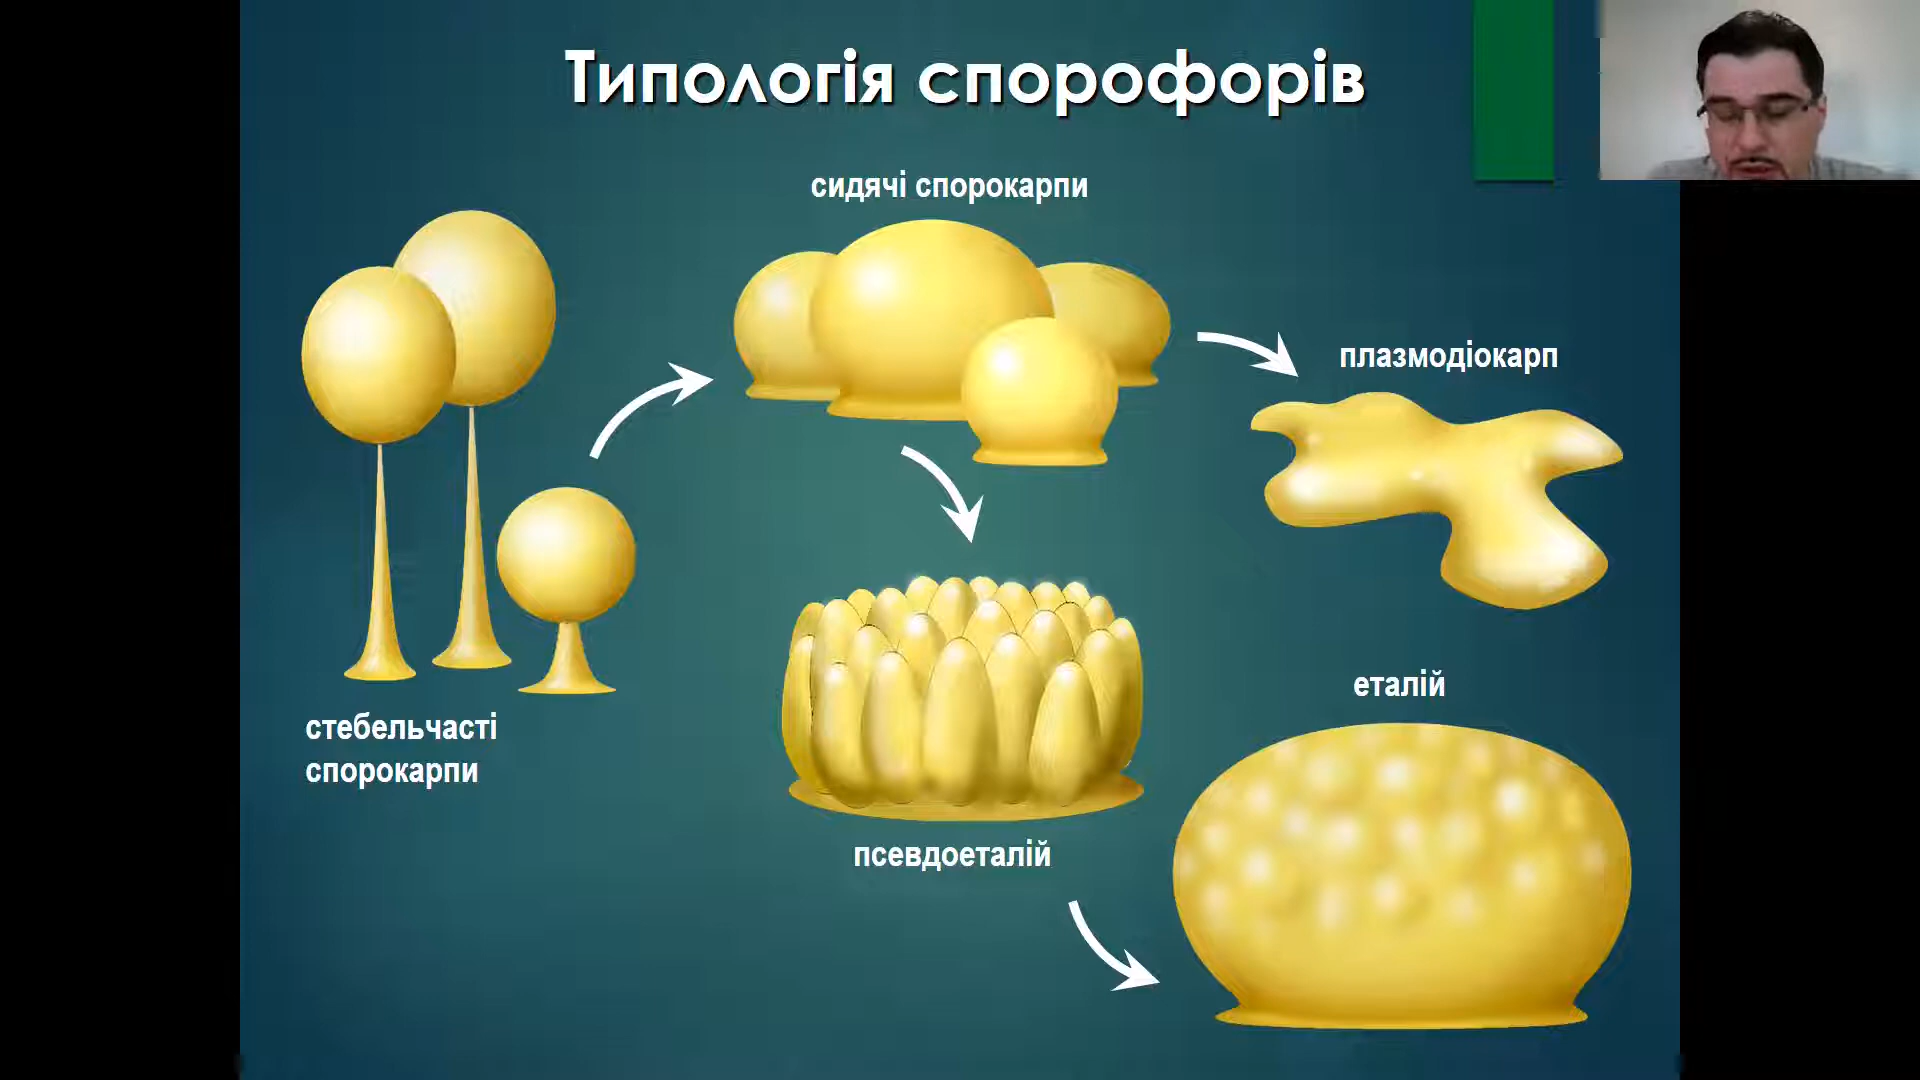 Типологія спорофорів
сидячі спорокарпи
плазмодіокарп
стебельчасті
спорокарпи
еталій
псевдоеталій